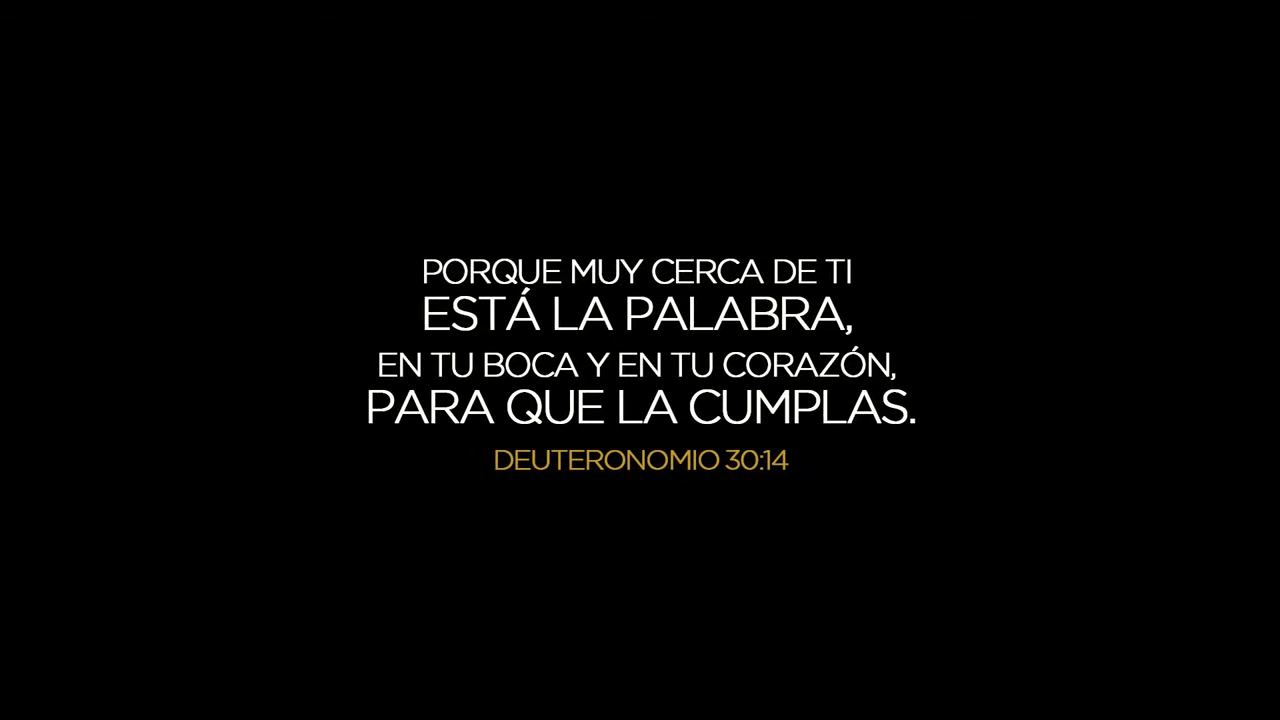 PORQUE MUY CERCA DE TI
ESTÁ LA PALABRA,
EN TU BOCA Y EN TU CORAZÓN,
PARA QUE LA CUMPLAS.
DEUTERONOMIO 30:14